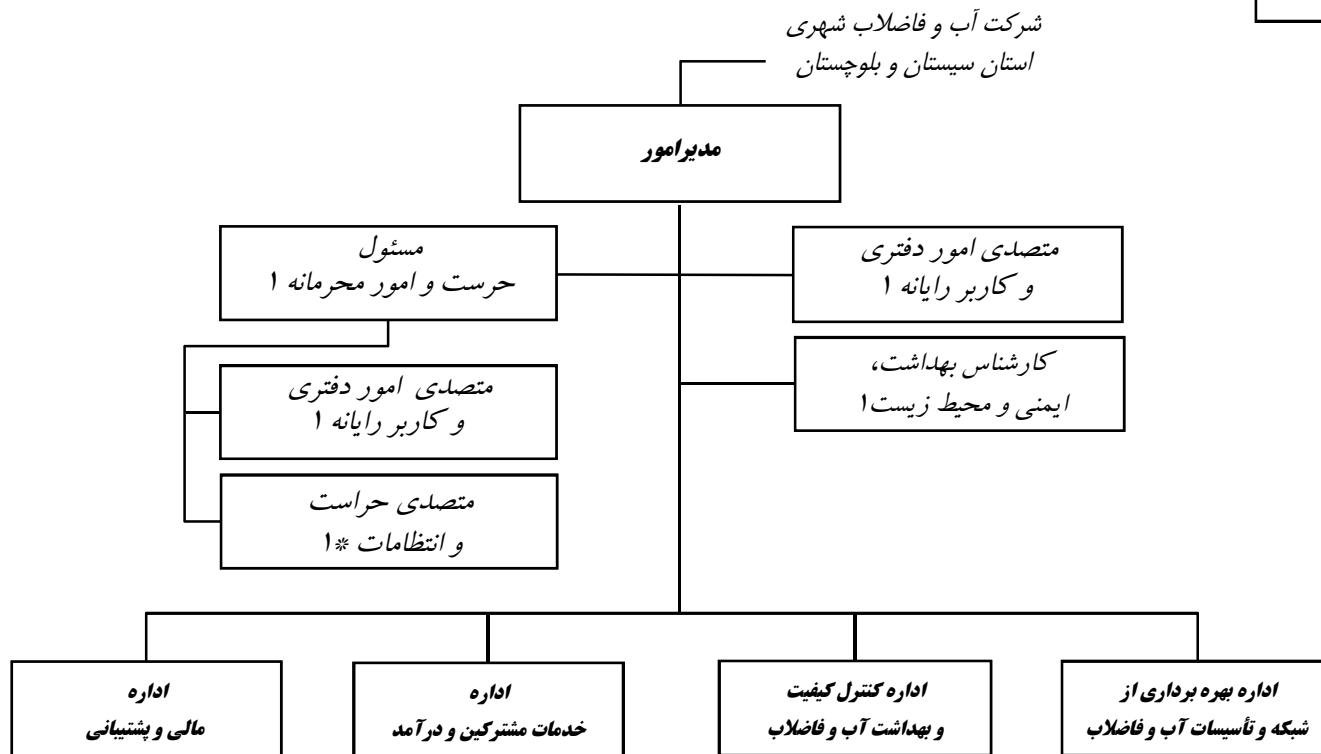 شرکت آب و فاضلاب شهری
استان سیستان و بلوچستان
مدیرامور
متصدی امور دفتری
و کاربر رایانه ۱
مسئول
حرست و امور محرمانه ۱
کارشناس بهداشت،
ایمنی و محیط زیست۱
متصدی امور دفتری
و کاربر رایانه ۱
متصدی حراست
و انتظامات *۱
اداره بهره برداری از
شبکه و تأسیسات آب و فاضلاب
اداره کنترل کیفیت
و بهداشت آب و فاضلاب
اداره
خدمات مشترکین و درآمد
اداره
مالی و پشتیبانی